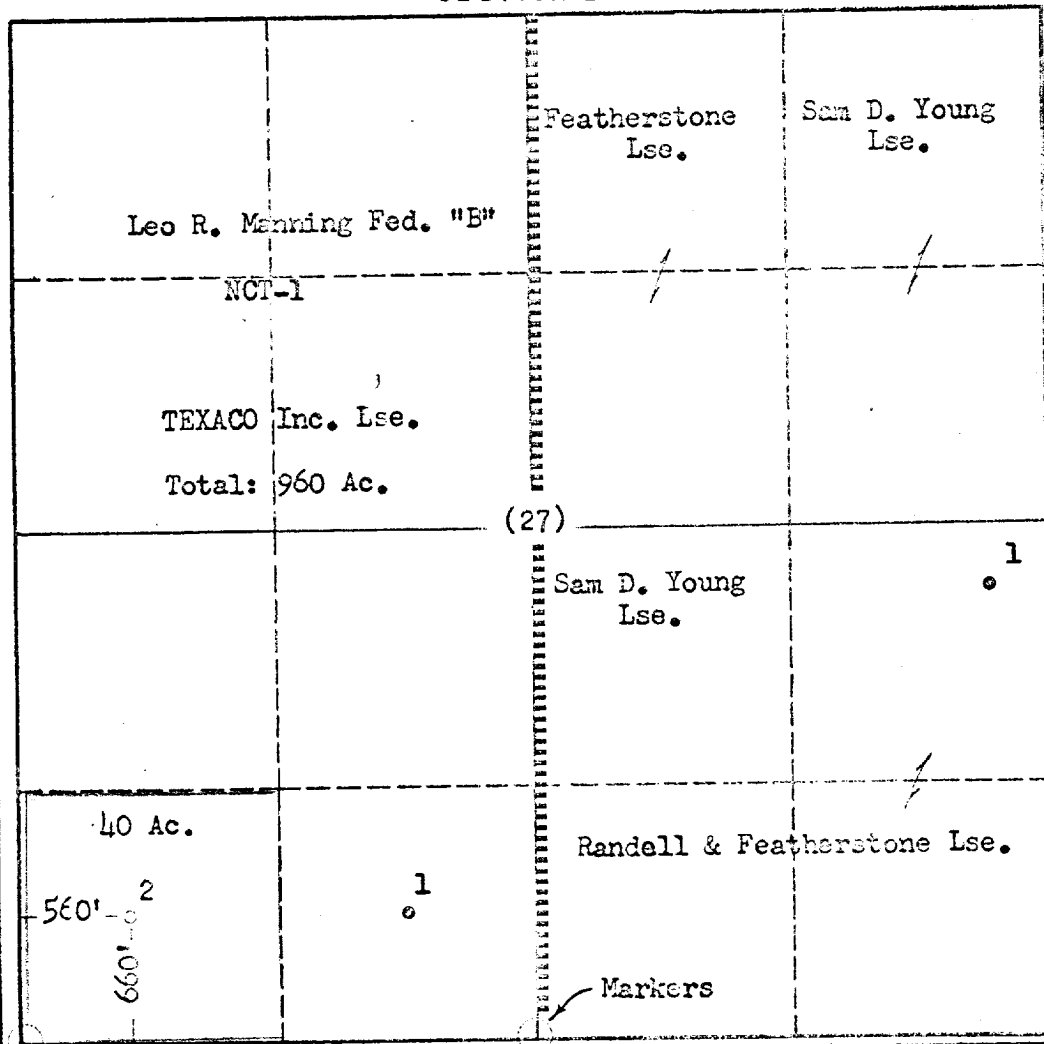 Featherstone
Lse.
Sam D. Young
Lse.
Leo R. Manning Fed. "B"
NCT-1
TEXACO Inc. Lse.
Total: 960 Ac.
(27)
Sam D. Young
Lse.
1
40 Ac.
Randell & Featherstone Lse.
560'
2
1
660'
Markers